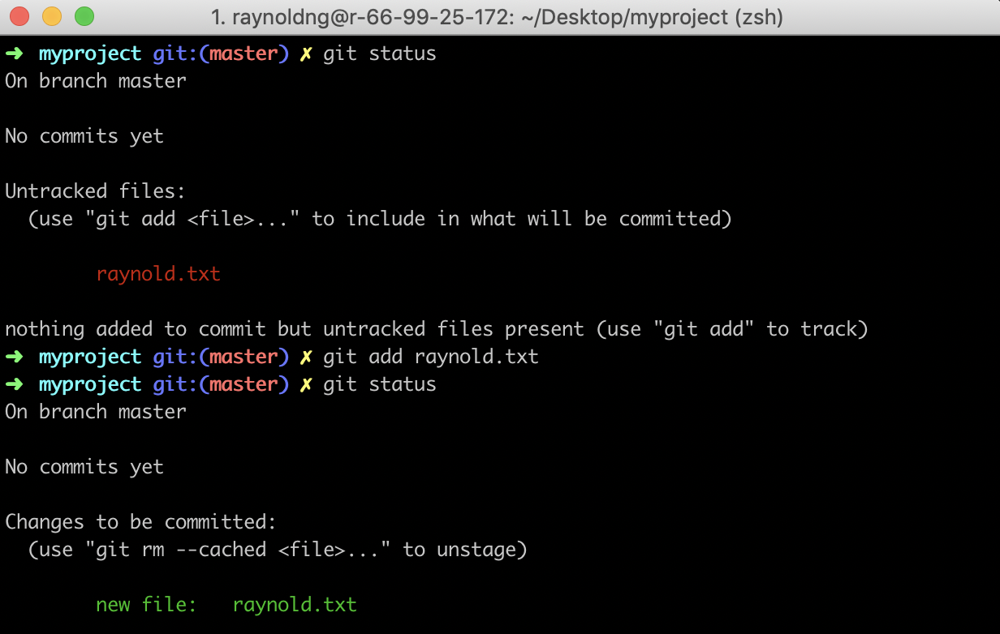 1. raynoldng@r-66-99-25-172: ~/Desktop/myproject (zsh)
➜ myproject git:(master) ✗ git status
On branch master
No commits yet
Untracked files:
(use "git add <file>..." to include in what will be committed)
raynold.txt
nothing added to commit but untracked files present (use "git add" to track)
➜ myproject git:(master) ✗ git add raynold.txt
➜ myproject git:(master) ✗ git status
On branch master
No commits yet
Changes to be committed:
(use "git rm --cached <file>..." to unstage)
new file: raynold.txt